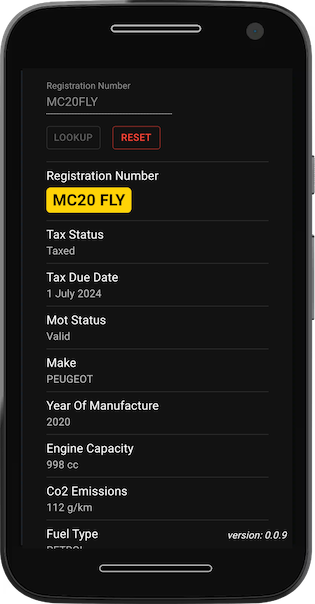 Registration Number
MC20FLY
LOOKUP RESET
Registration Number
MC20 FLY
Tax Status
Taxed
Tax Due Date
1 July 2024
Mot Status
Valid
Make
PEUGEOT
Year Of Manufacture
2020
Engine Capacity
998 cc
Co2 Emissions
112 g/km
Fuel Type
version: 0.0.9
PETROL